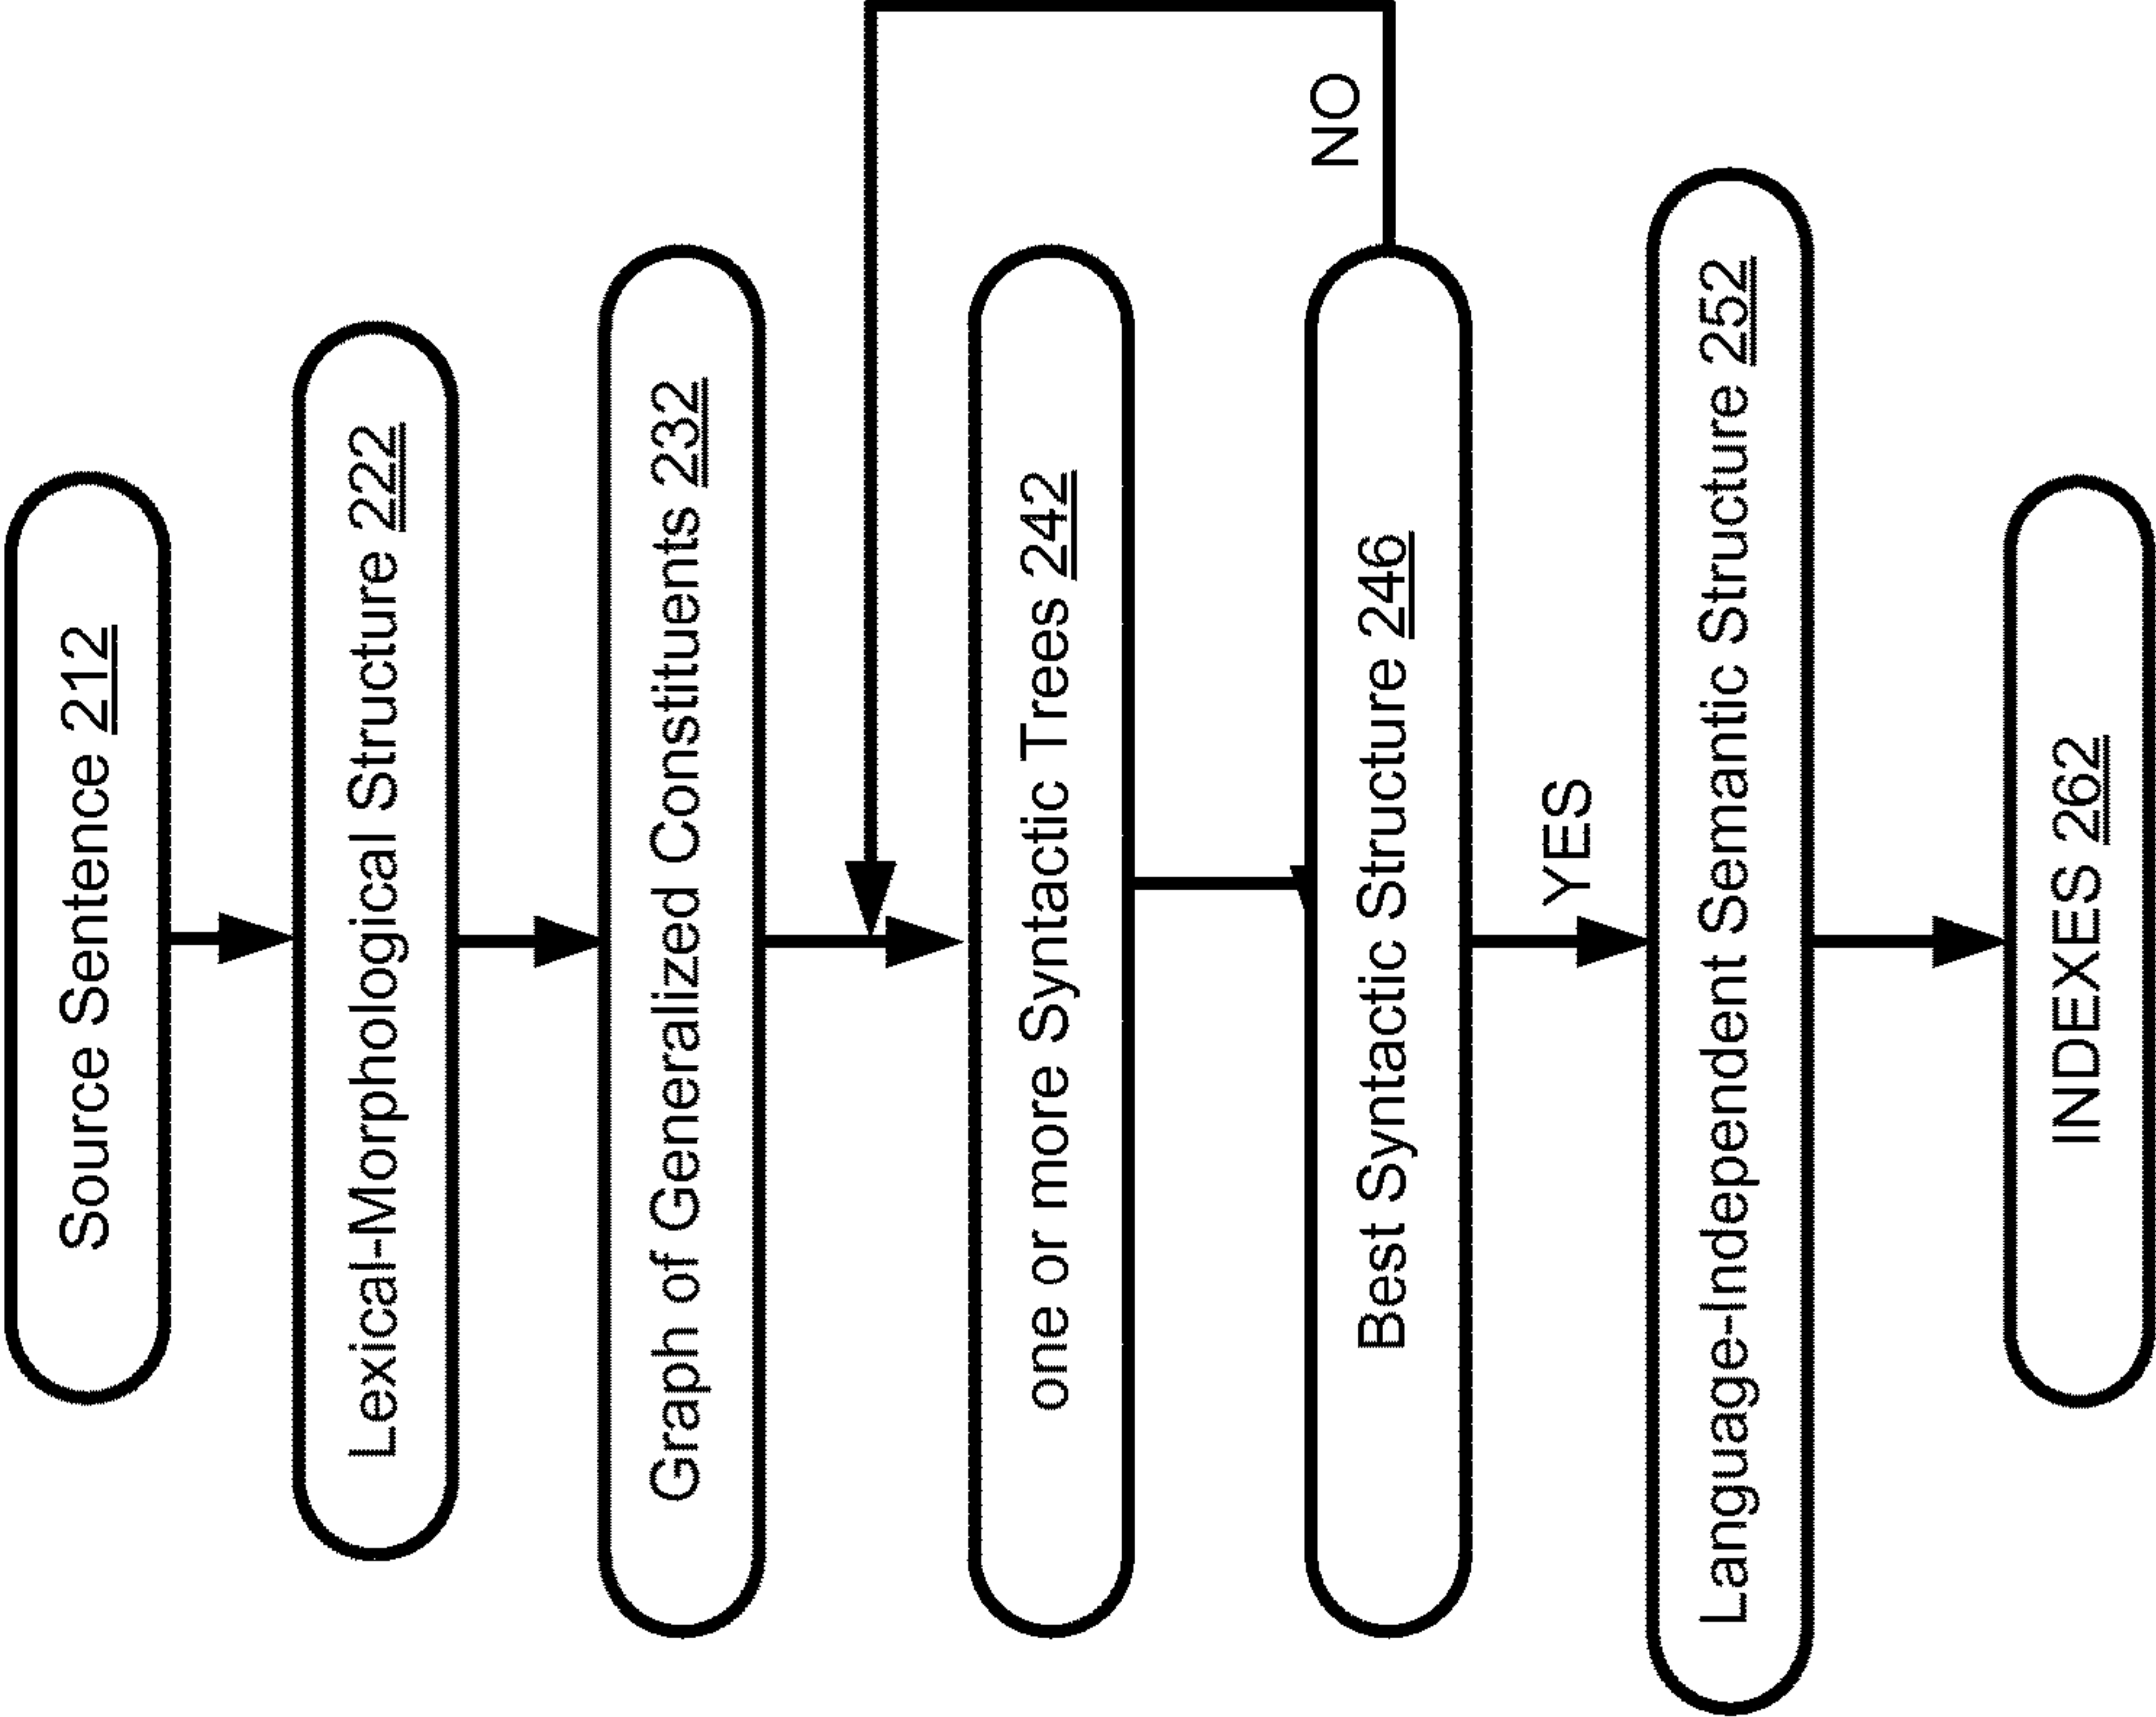 Source Sentence 212
Lexical-Morphological Structure 222
Graph of Generalized Constituents 232
one or more Syntactic Trees 242
NO
Best Syntactic Structure 246
YES
Language-Independent Semantic Structure 252
INDEXES 262